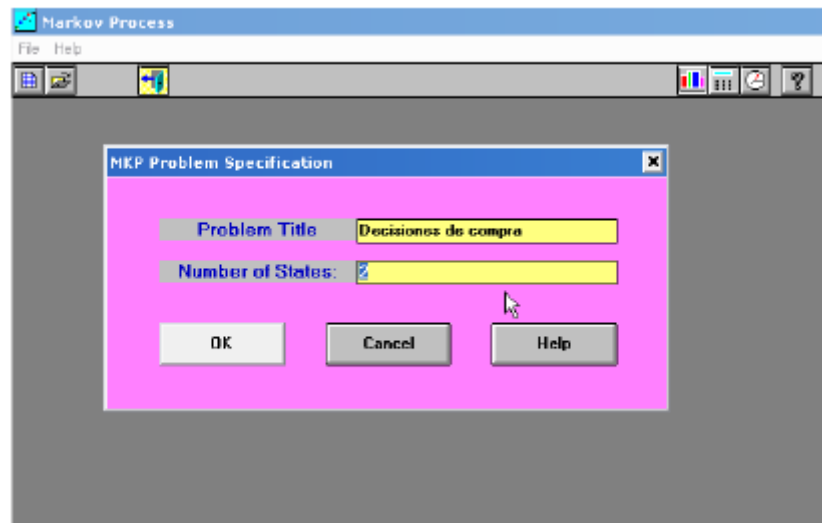 Markov Process
File Help
MKP Problem Specification
Problem Title
Decisiones de compra
Number of States:
2
OK
Cancel
Help